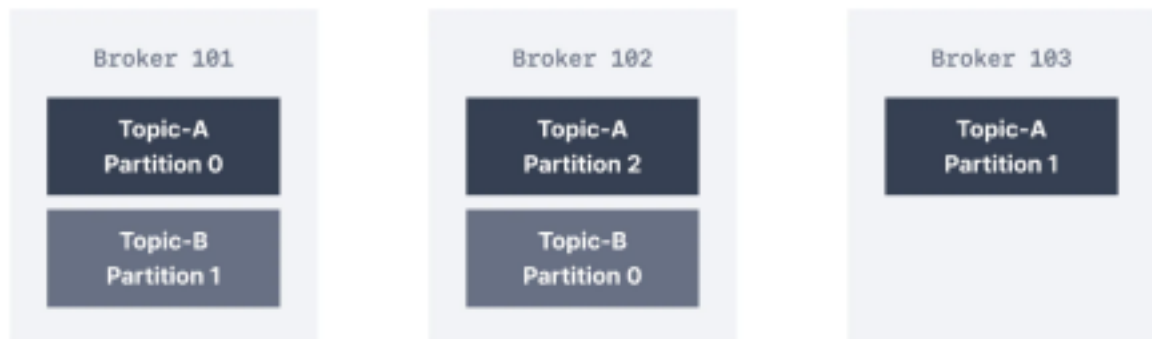 Broker 101
Topic-A
Partition 0
Topic-B
Partition 1
Broker 102
Topic-A
Partition 2
Topic-B
Partition 0
Broker 103
Topic-A
Partition 1